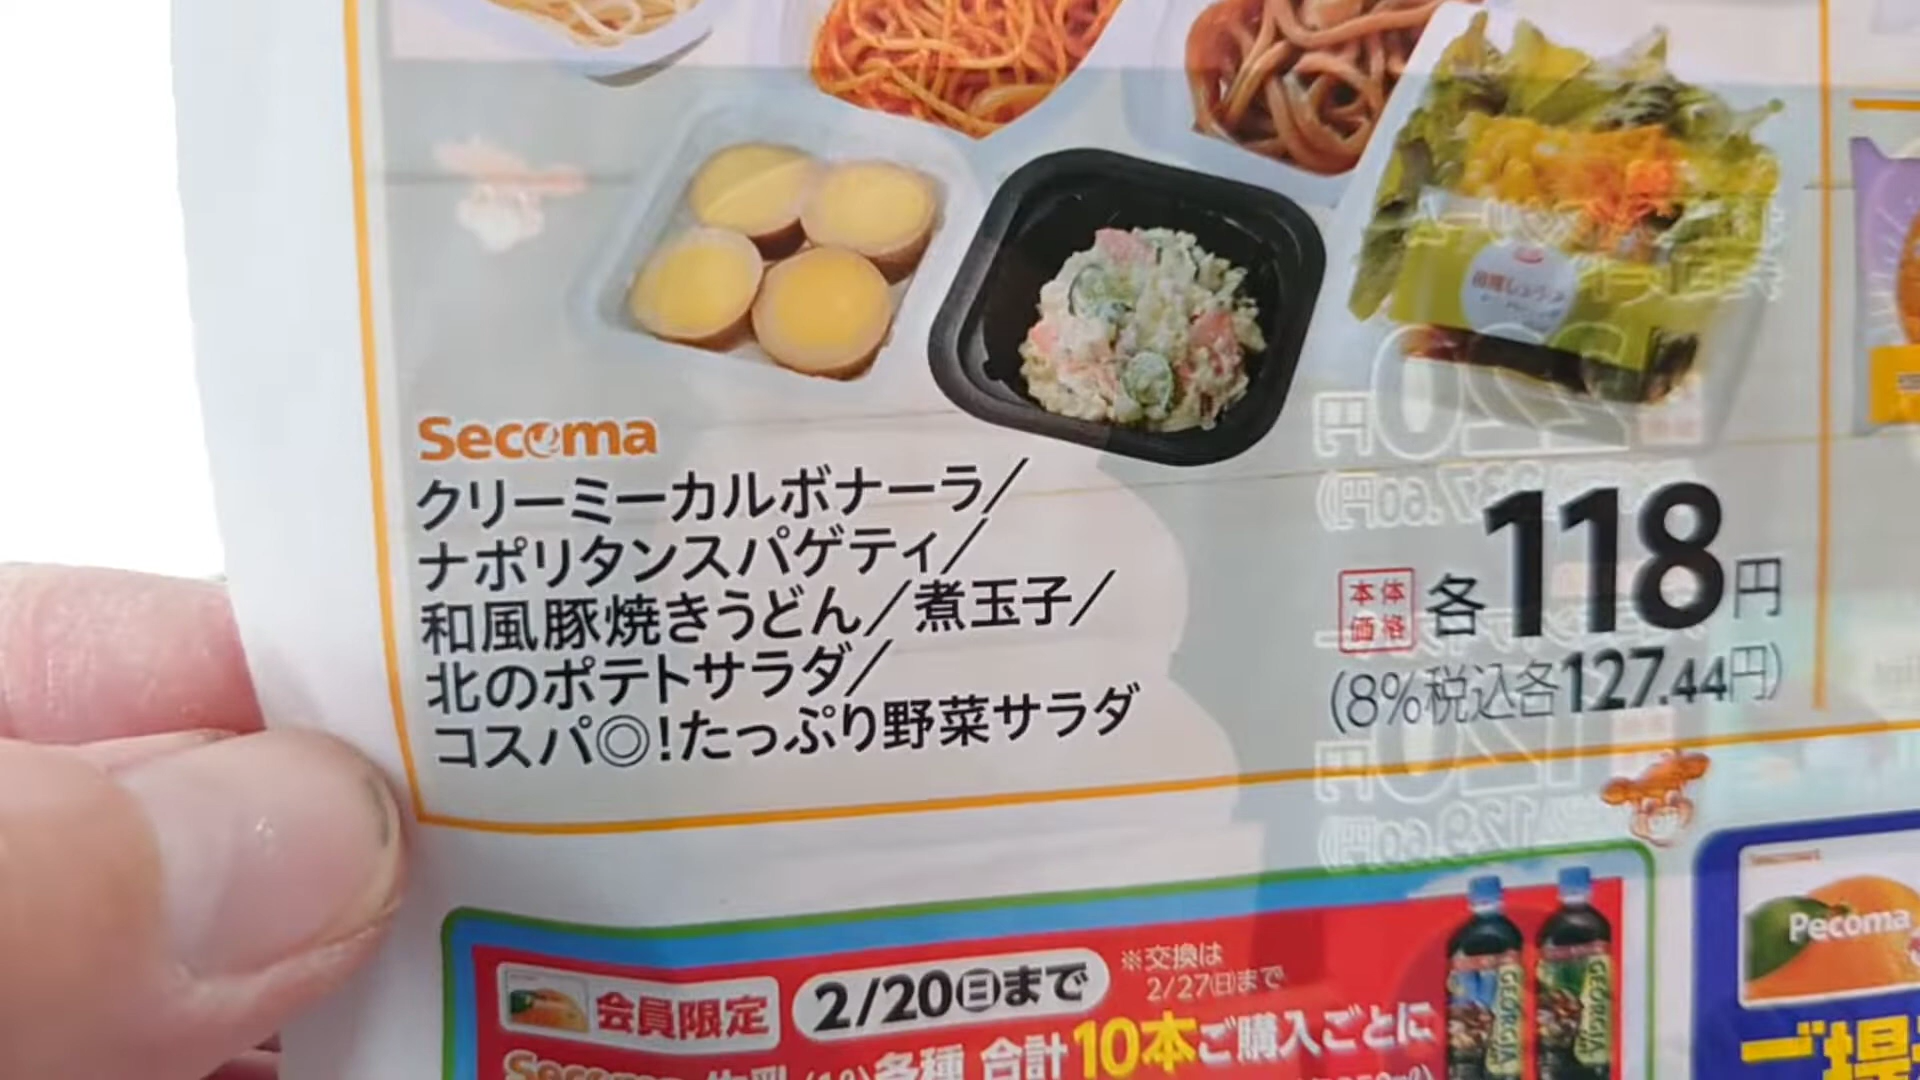 Secoma
クリーミーカルボナーラ／
ナポリタンスパゲティ／
和風豚焼きうどん／煮玉子／
北のポテトサラダ／
コスパ◎!たっぷり野菜サラダ
本体価格 各118円
(8%税込各127.44円)
会員限定 2/20(日)まで
※交換は
2/27(日)まで
合計10本ご購入ごとに
GEORGIA
GEORGIA
Pecoma